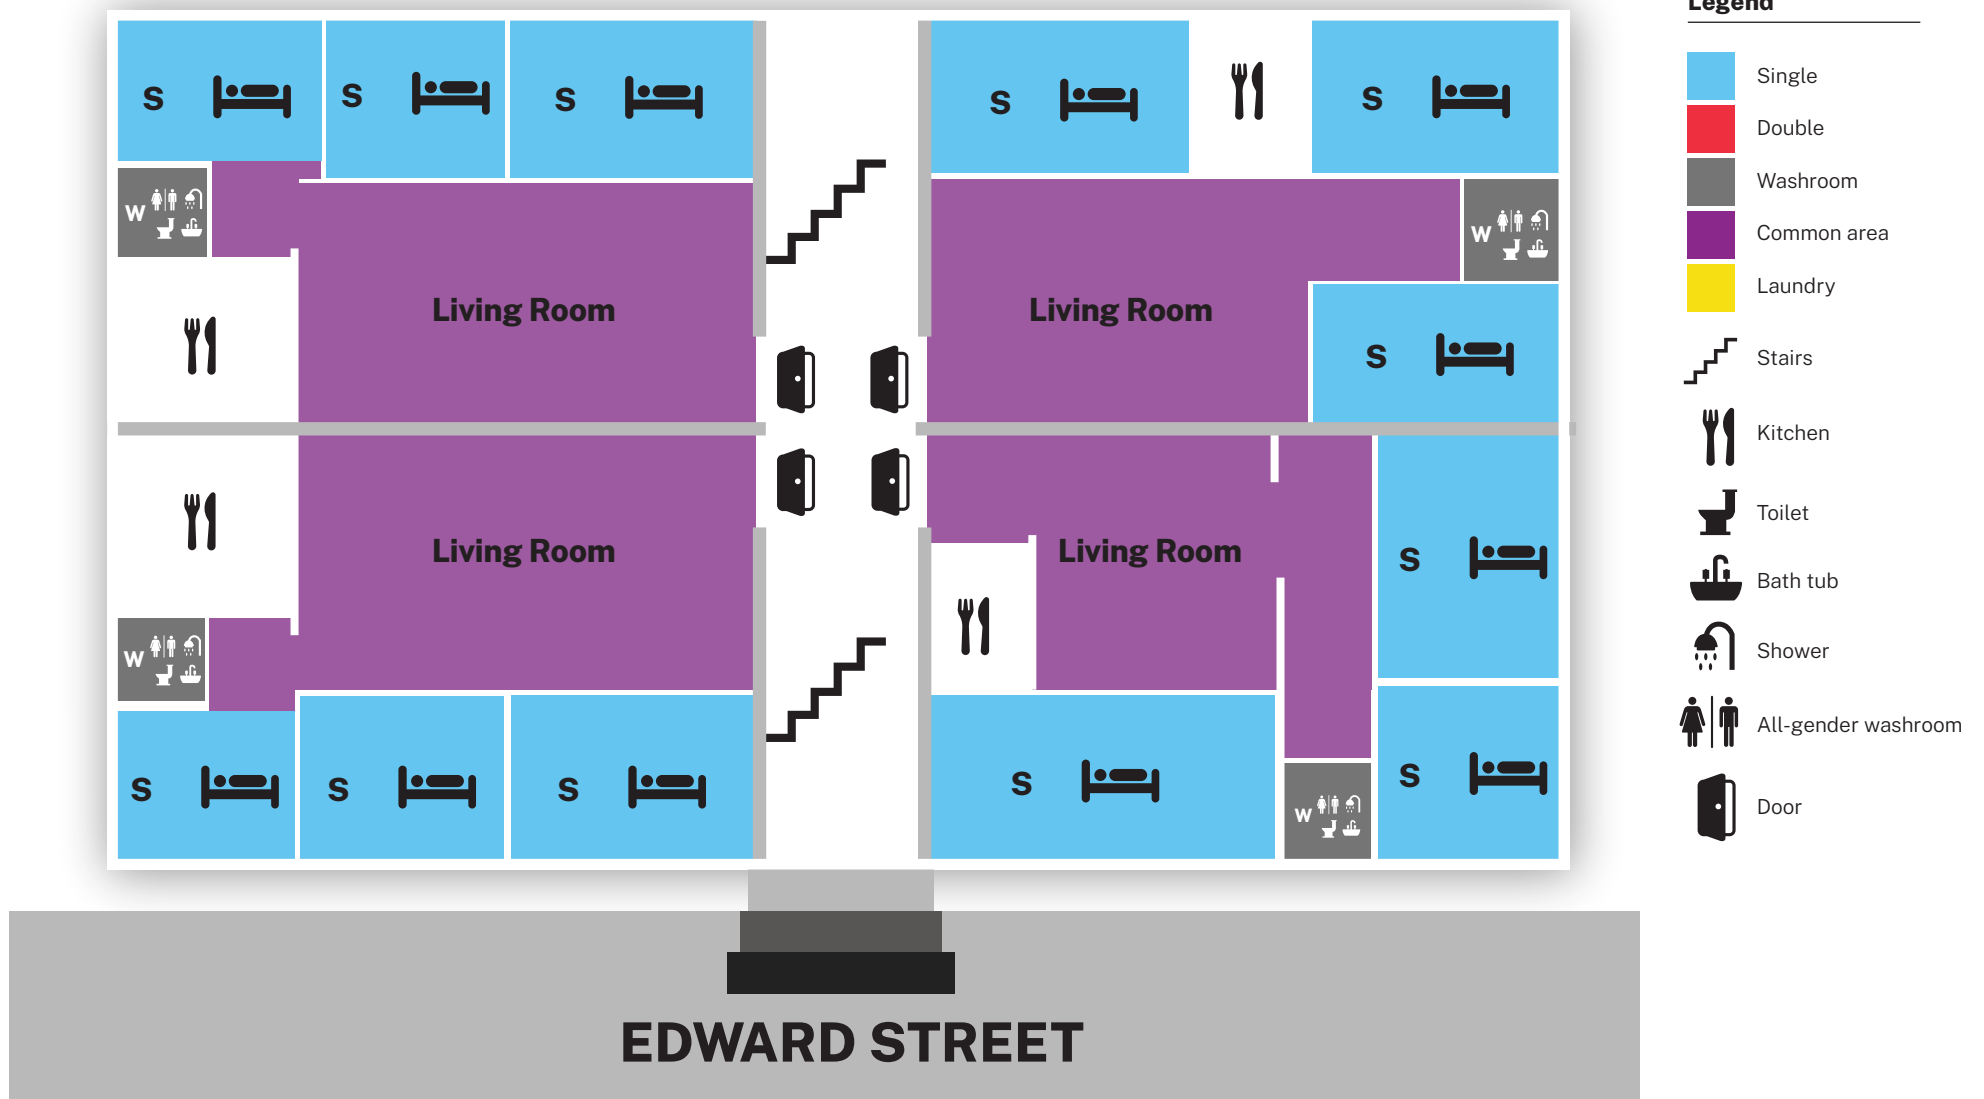 Legend
S
S
S
S
S
Single
Double
Washroom
Common area
Laundry
Stairs
Kitchen
Toilet
Bath tub
Shower
All-gender washroom
Door
W
W
Living Room
Living Room
S
Living Room
Living Room
S
W
S
S
S
S
S
W
EDWARD STREET